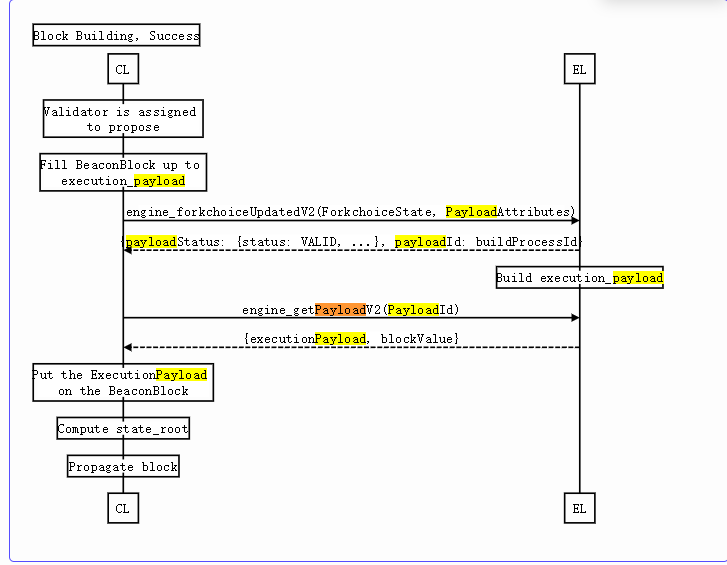 Block Building, Success
CL
EL
Validator is assigned
to propose
Fill BeaconBlock up to
execution_payload
engine_forkchoiceUpdatedV2(ForkchoiceState, PayloadAttributes)
{payloadStatus: {status: VALID, ...}, payloadId: buildProcessId}
Build execution_payload
engine_getPayloadV2(PayloadId)
{executionPayload, blockValue}
Put the ExecutionPayload
on the BeaconBlock
Compute state_root
Propagate block
CL
EL